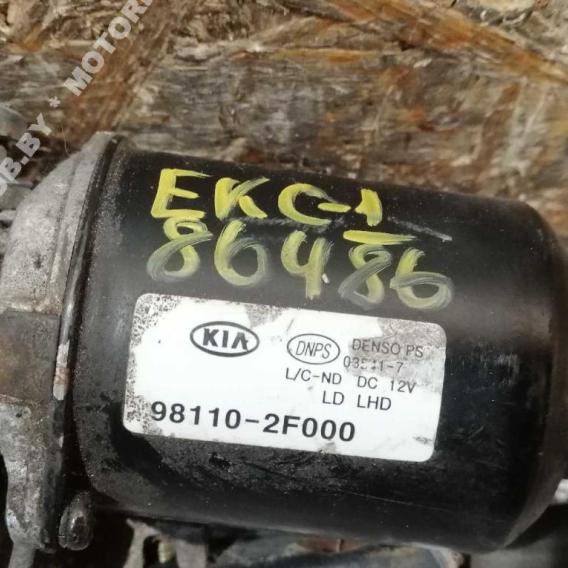 EKC-1
86486
KIA
DNPS
DENSO PS
L/C-ND DC 12V
LD LHD
98110-2F000